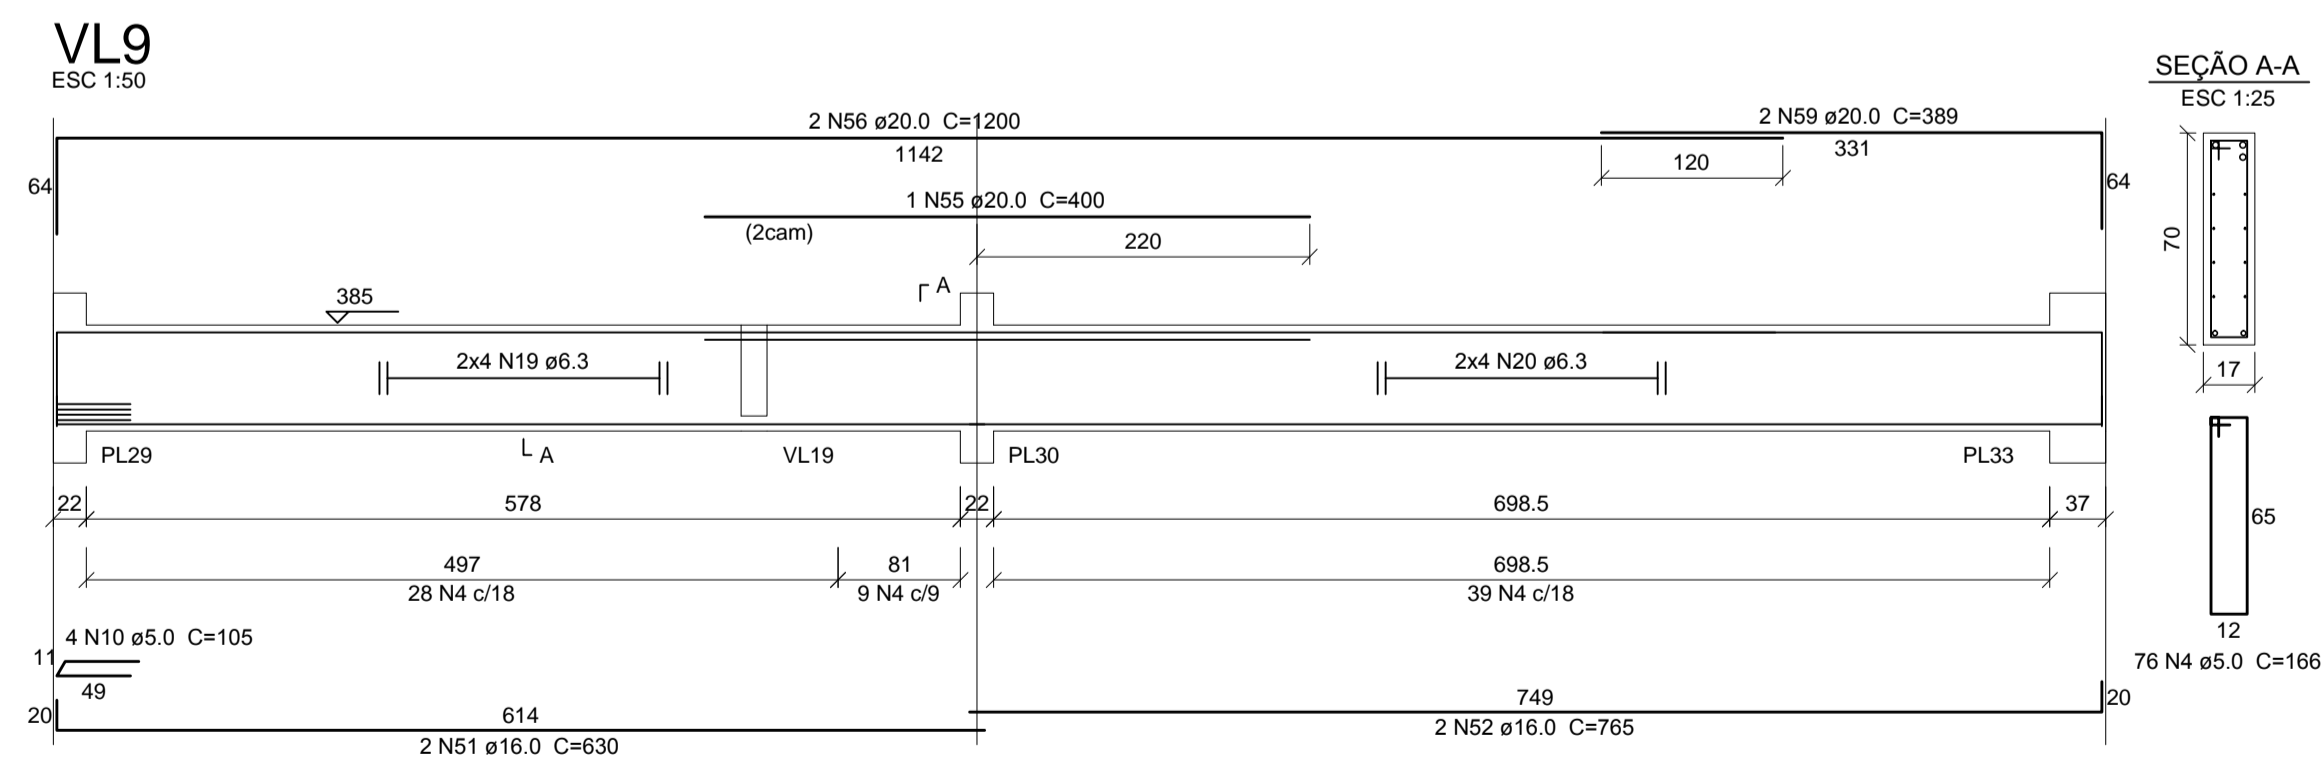 VL9
ESC 1:50
SEÇÃO A-A
ESC 1:25
2 N56 ø20.0 C=1200
1142
2 N59 ø20.0 C=389
331
120
64
64
1 N55 ø20.0 C=400
(2cam)
220
A
385
2x4 N19 ø6.3
2x4 N20 ø6.3
70
17
PL29
A
VL19
PL30
PL33
22
578
22
698.5
37
65
497
28 N4 c/18
81
9 N4 c/9
698.5
39 N4 c/18
12
76 N4 ø5.0 C=166
4 N10 ø5.0 C=105
11
49
20
614
2 N51 ø16.0 C=630
749
20
2 N52 ø16.0 C=765